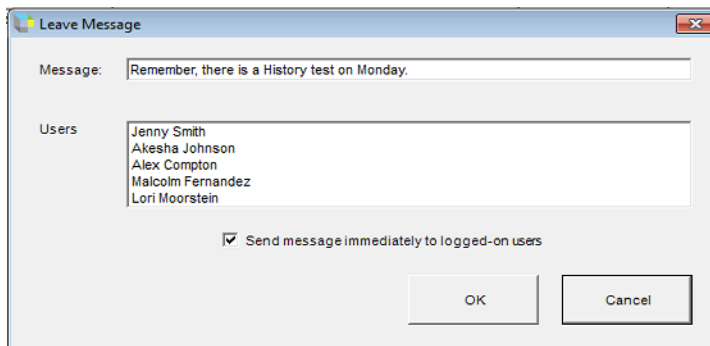 Leave Message
Message: Remember, there is a History test on Monday.
Users
Jenny Smith
Akesha Johnson
Alex Compton
Malcolm Fernandez
Lori Moorstein
Send message immediately to logged-on users
OK Cancel